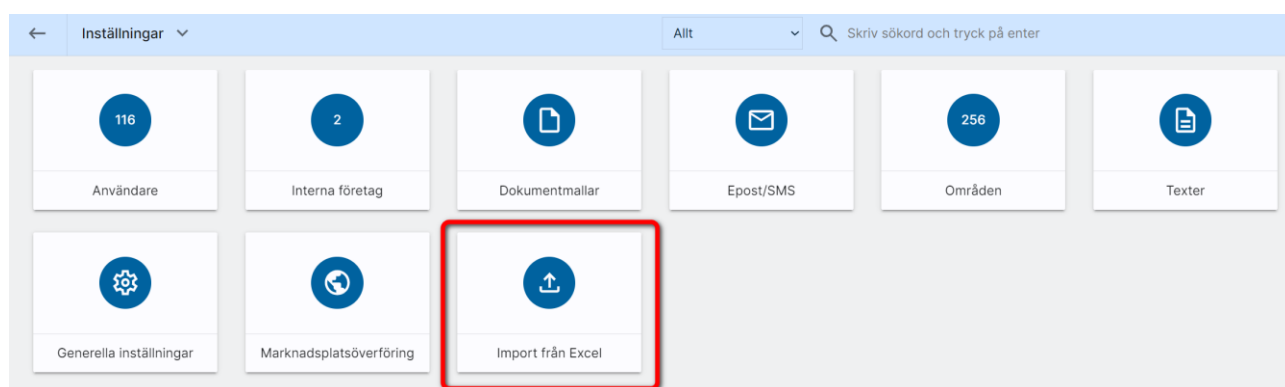 Inställningar
Allt
Skriv sökord och tryck på enter
116
2
256
Användare
Interna företag
Dokumentmallar
Epost/SMS
Områden
Texter
Generella inställningar
Marknadsplatsöverföring
Import från Excel